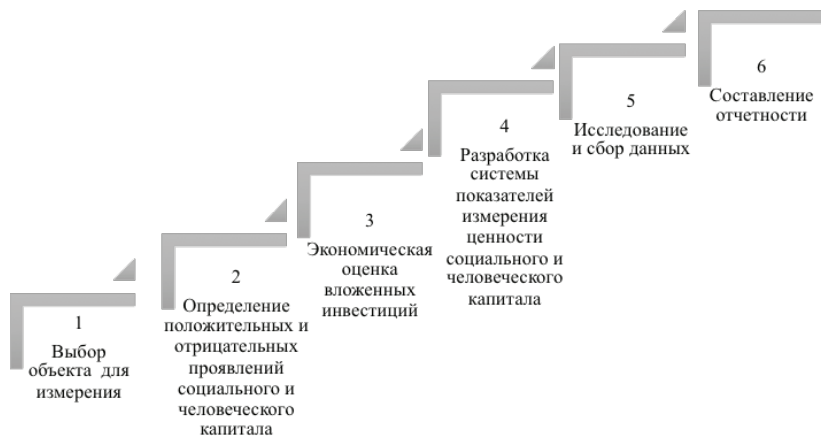 1
Выбор
объекта для
измерения
2
Определение
положительных и
отрицательных
проявлений
социального и
человеческого
капитала
3
Экономическая
оценка
вложенных
инвестиций
4
Разработка
системы
показателей
измерения
ценности
социального и
человеческого
капитала
5
Исследование
и сбор данных
6
Составление
отчетности